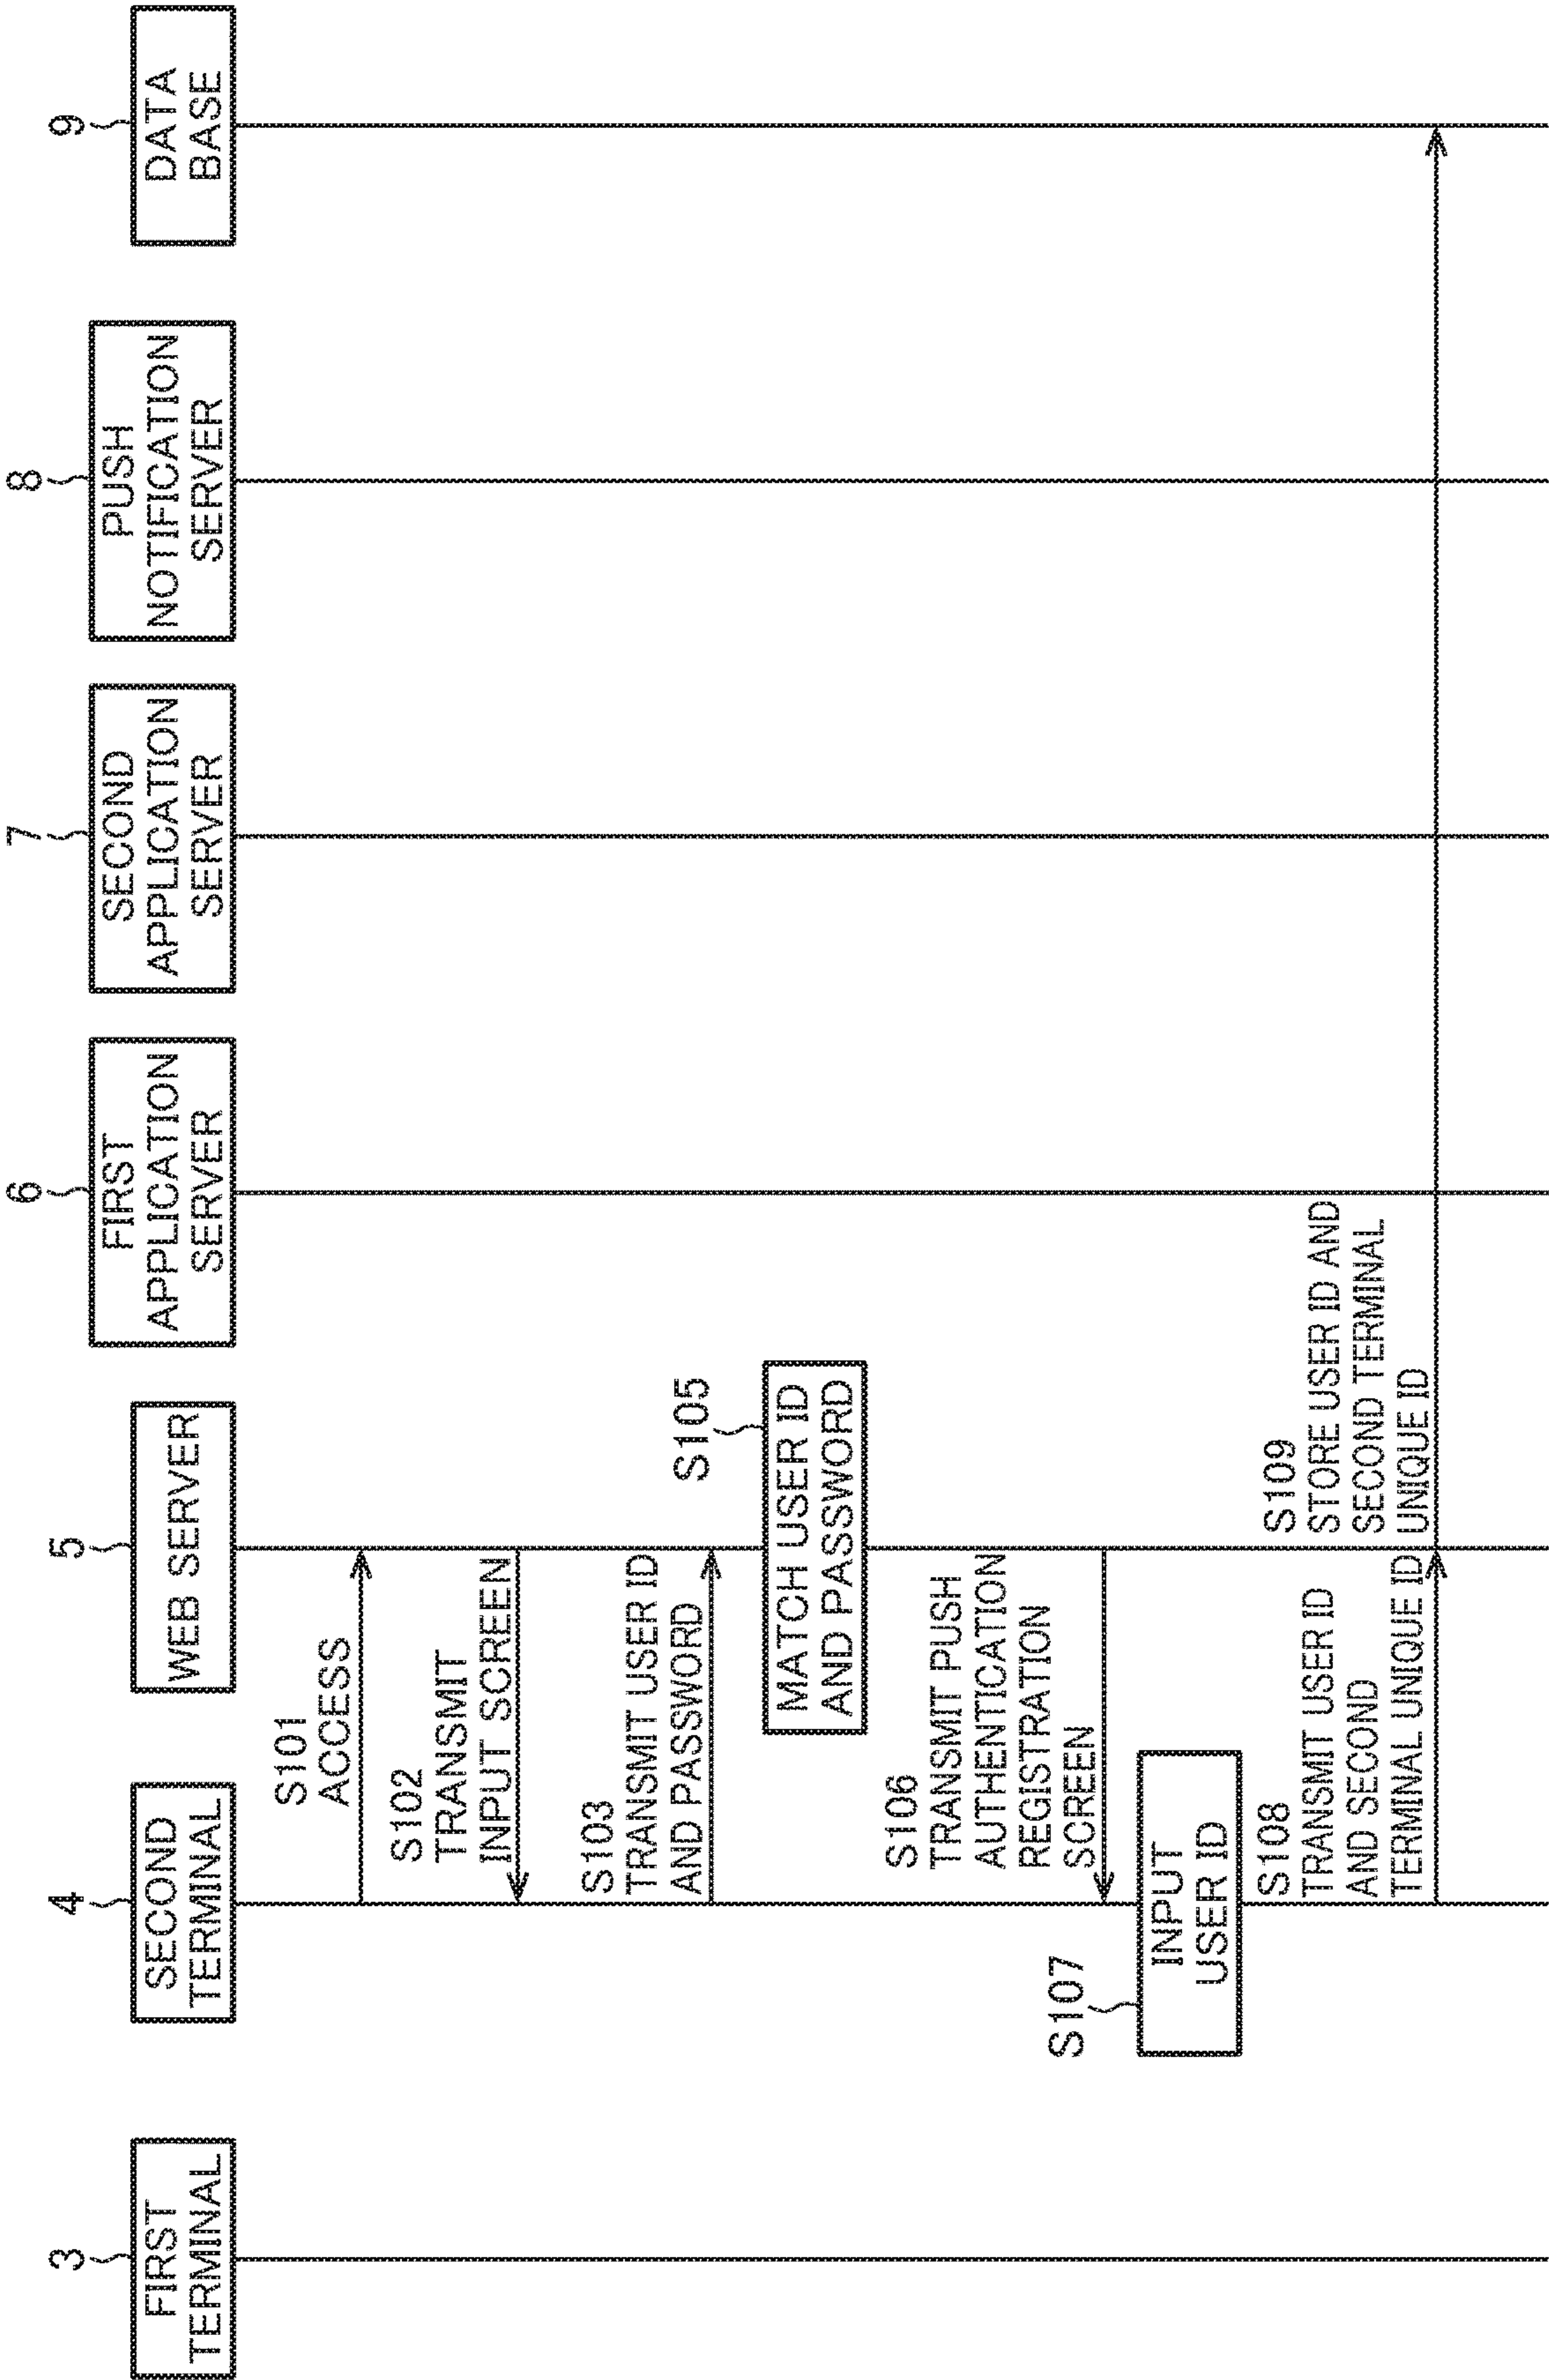 3
FIRST
TERMINAL
4
SECOND
TERMINAL
5
WEB SERVER
6
FIRST
APPLICATION
SERVER
7
SECOND
APPLICATION
SERVER
8
PUSH
NOTIFICATION
SERVER
9
DATA
BASE
S101
ACCESS
S102
TRANSMIT
INPUT SCREEN
S103
TRANSMIT USER ID
AND PASSWORD
S105
MATCH USER ID
AND PASSWORD
S106
TRANSMIT PUSH
AUTHENTICATION
REGISTRATION
SCREEN
S107
INPUT
USER ID
S108
TRANSMIT USER ID
AND SECOND
TERMINAL UNIQUE ID
S109
STORE USER ID AND
SECOND TERMINAL
UNIQUE ID